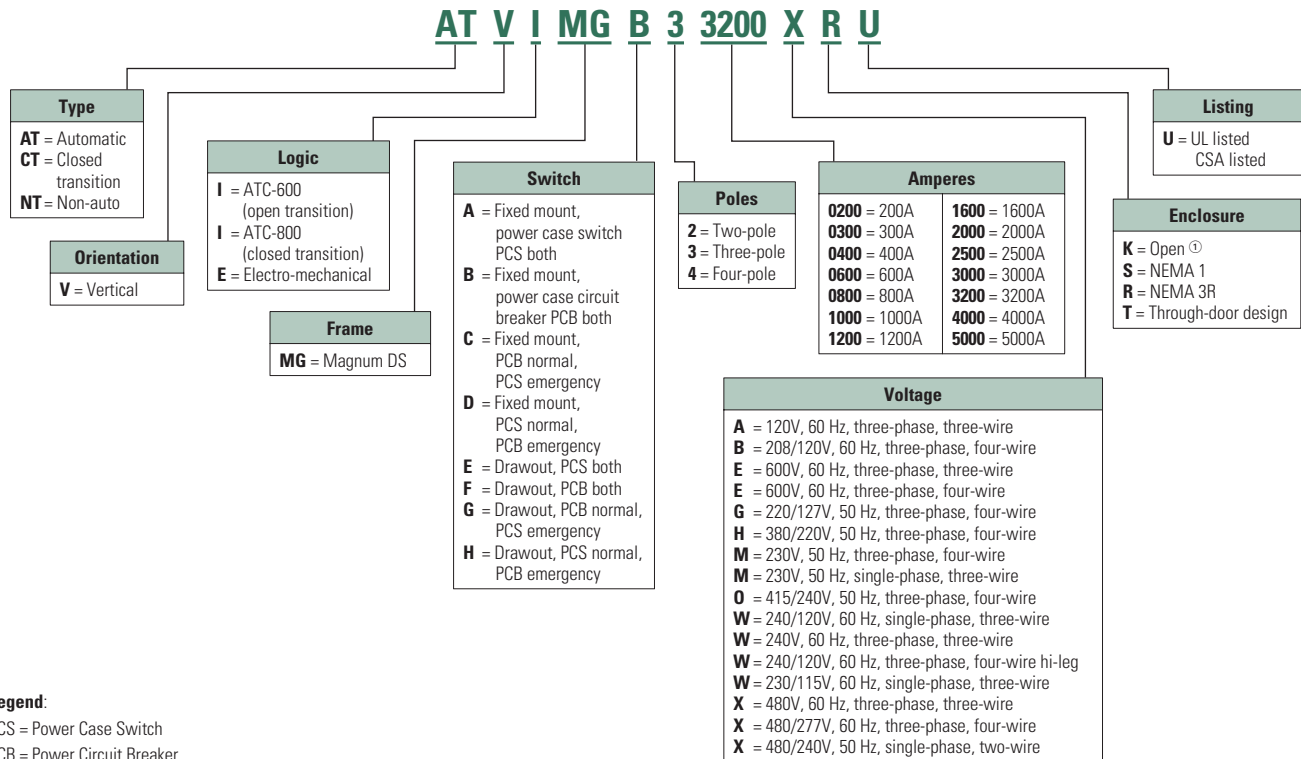 AT V I MG B 3 3200 X R U
Type
AT = Automatic
CT = Closed
transition
NT = Non-auto
Orientation
V = Vertical
Logic
I = ATC-600
(open transition)
I = ATC-800
(closed transition)
E = Electro-mechanical
Frame
MG = Magnum DS
Switch
A = Fixed mount,
power case switch
PCS both
B = Fixed mount,
power case circuit
breaker PCB both
C = Fixed mount,
PCB normal,
PCS emergency
D = Fixed mount,
PCS normal,
PCB emergency
E = Drawout, PCS both
F = Drawout, PCB both
G = Drawout, PCB normal,
PCS emergency
H = Drawout, PCS normal,
PCB emergency
Poles
2 = Two-pole
3 = Three-pole
4 = Four-pole
Amperes
0200 = 200A
0300 = 300A
0400 = 400A
0600 = 600A
0800 = 800A
1000 = 1000A
1200 = 1200A
1600 = 1600A
2000 = 2000A
2500 = 2500A
3000 = 3000A
3200 = 3200A
4000 = 4000A
5000 = 5000A
Voltage
A = 120V, 60 Hz, three-phase, three-wire
B = 208/120V, 60 Hz, three-phase, four-wire
E = 600V, 60 Hz, three-phase, three-wire
E = 600V, 60 Hz, three-phase, four-wire
G = 220/127V, 50 Hz, three-phase, four-wire
H = 380/220V, 50 Hz, three-phase, four-wire
M = 230V, 50 Hz, three-phase, four-wire
M = 230V, 50 Hz, single-phase, three-wire
O = 415/240V, 50 Hz, three-phase, four-wire
W = 240/120V, 60 Hz, single-phase, three-wire
W = 240V, 60 Hz, three-phase, three-wire
W = 240/120V, 60 Hz, three-phase, four-wire hi-leg
W = 230/115V, 60 Hz, single-phase, three-wire
X = 480V, 60 Hz, three-phase, three-wire
X = 480/277V, 60 Hz, three-phase, four-wire
X = 480/240V, 50 Hz, single-phase, two-wire
Listing
U = UL listed
CSA listed
Enclosure
K = Open ①
S = NEMA 1
R = NEMA 3R
T = Through-door design
egend:
CS = Power Case Switch
CB = Power Circuit Breaker